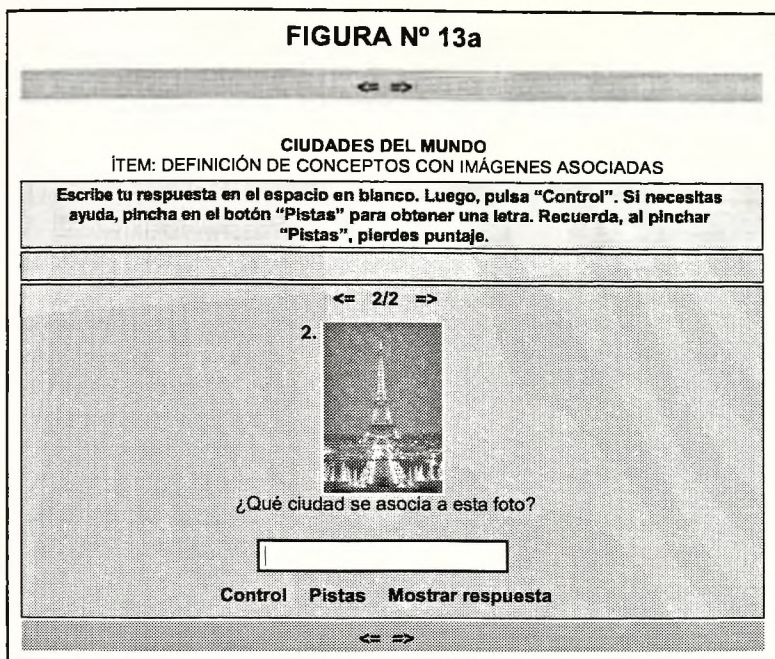 FIGURA Nº 13a
<= =>
CIUDADES DEL MUNDO
ÍTEM: DEFINICIÓN DE CONCEPTOS CON IMÁGENES ASOCIADAS
Escribe tu respuesta en el espacio en blanco. Luego, pulsa “Control”. Si necesitas
ayuda, pincha en el botón “Pistas” para obtener una letra. Recuerda, al pinchar
“Pistas”, pierdes puntaje.
<= 2/2 =>
2.
¿Qué ciudad se asocia a esta foto?
Control Pistas Mostrar respuesta
<= =>